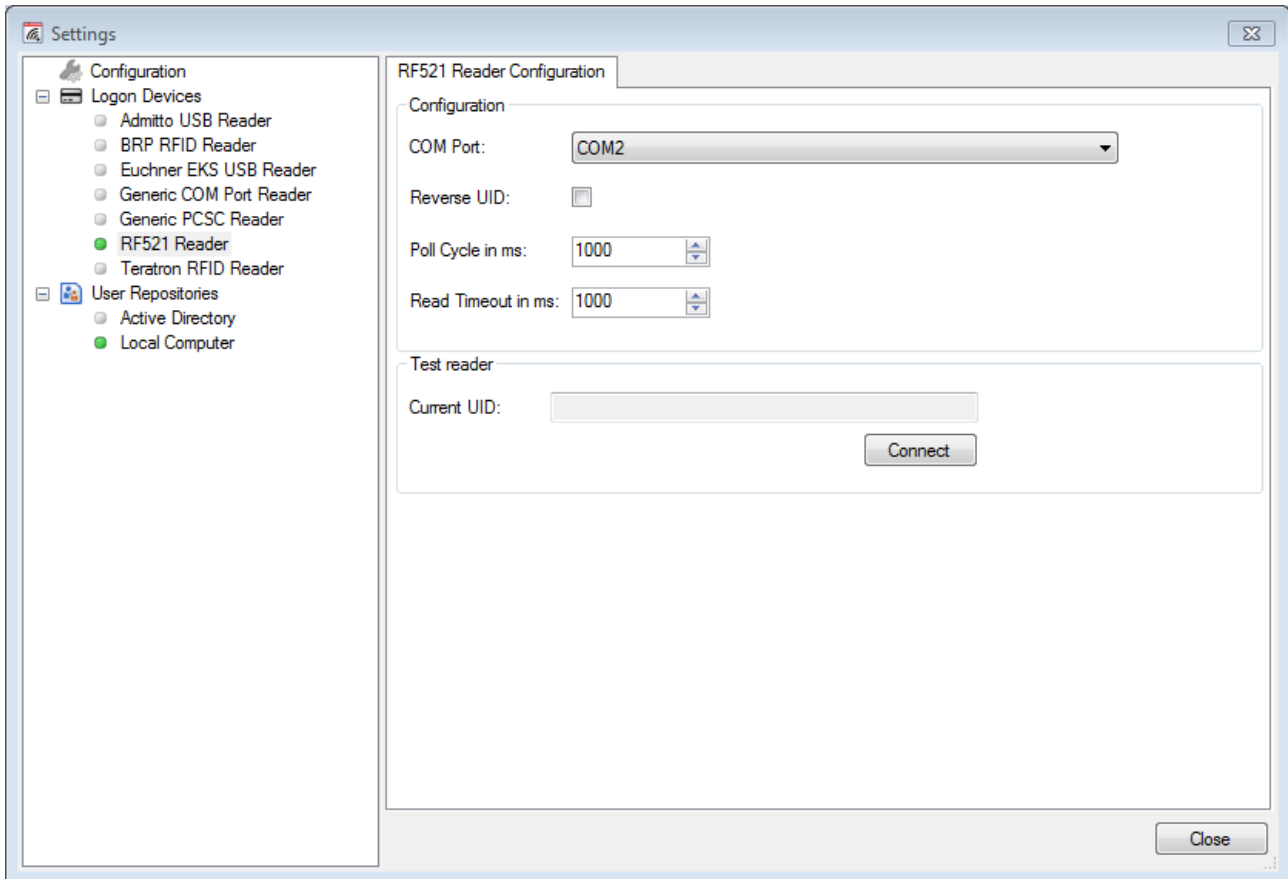 Settings
Configuration
Logon Devices
Admitto USB Reader
BRP RFID Reader
Euchner EKS USB Reader
Generic COM Port Reader
Generic PCSC Reader
RF521 Reader
Teratron RFID Reader
User Repositories
Active Directory
Local Computer
RF521 Reader Configuration
Configuration
COM Port: COM2
Reverse UID:
Poll Cycle in ms: 1000
Read Timeout in ms: 1000
Test reader
Current UID:
Connect
Close